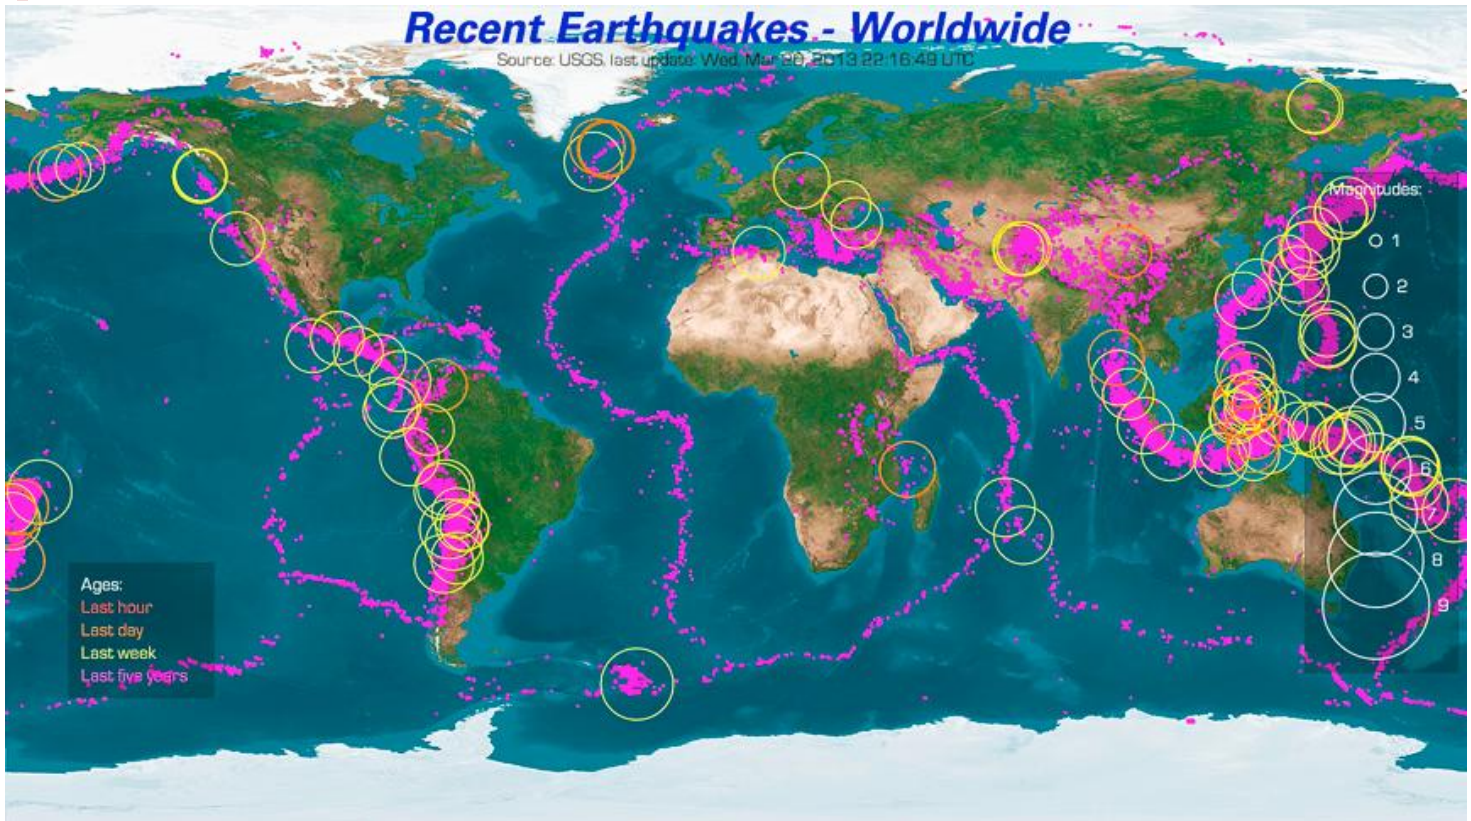 Recent Earthquakes - Worldwide
Source: USGS, last update: Wed, Mar 20, 2013 22:16:49 UTC
Magnitudes:
1
2
3
4
5
6
7
8
9
Ages:
Last hour
Last day
Last week
Last five years